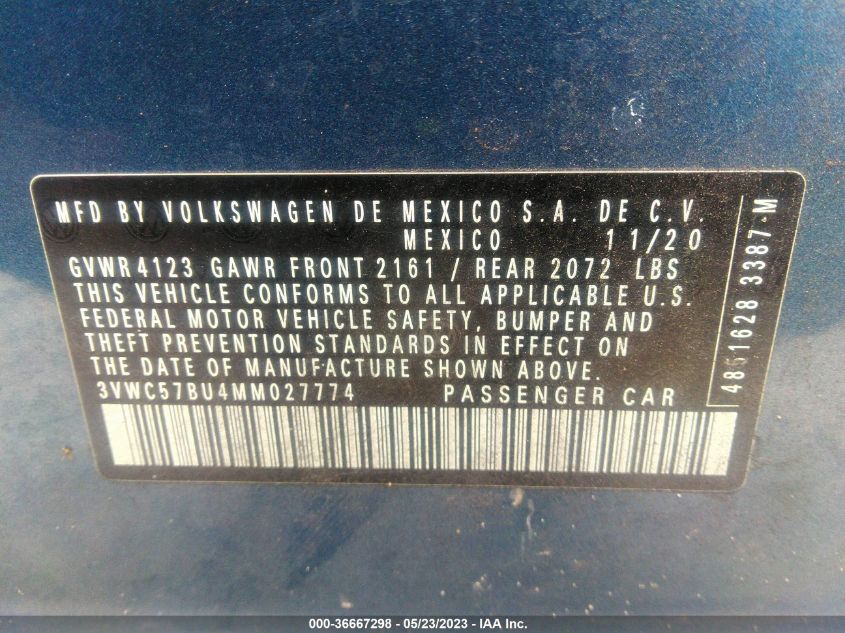 MFD BY VOLKSWAGEN DE MEXICO S.A. DE C.V.
MEXICO 11/20
GVWR 4123 GAWR FRONT 2161 / REAR 2072 LBS
THIS VEHICLE CONFORMS TO ALL APPLICABLE U.S.
FEDERAL MOTOR VEHICLE SAFETY, BUMPER AND
THEFT PREVENTION STANDARDS IN EFFECT ON
THE DATE OF MANUFACTURE SHOWN ABOVE.
3VWC57BU4MM027774 PASSENGER CAR
3387 M
000-36667298 - 05/23/2023 - IAA Inc.